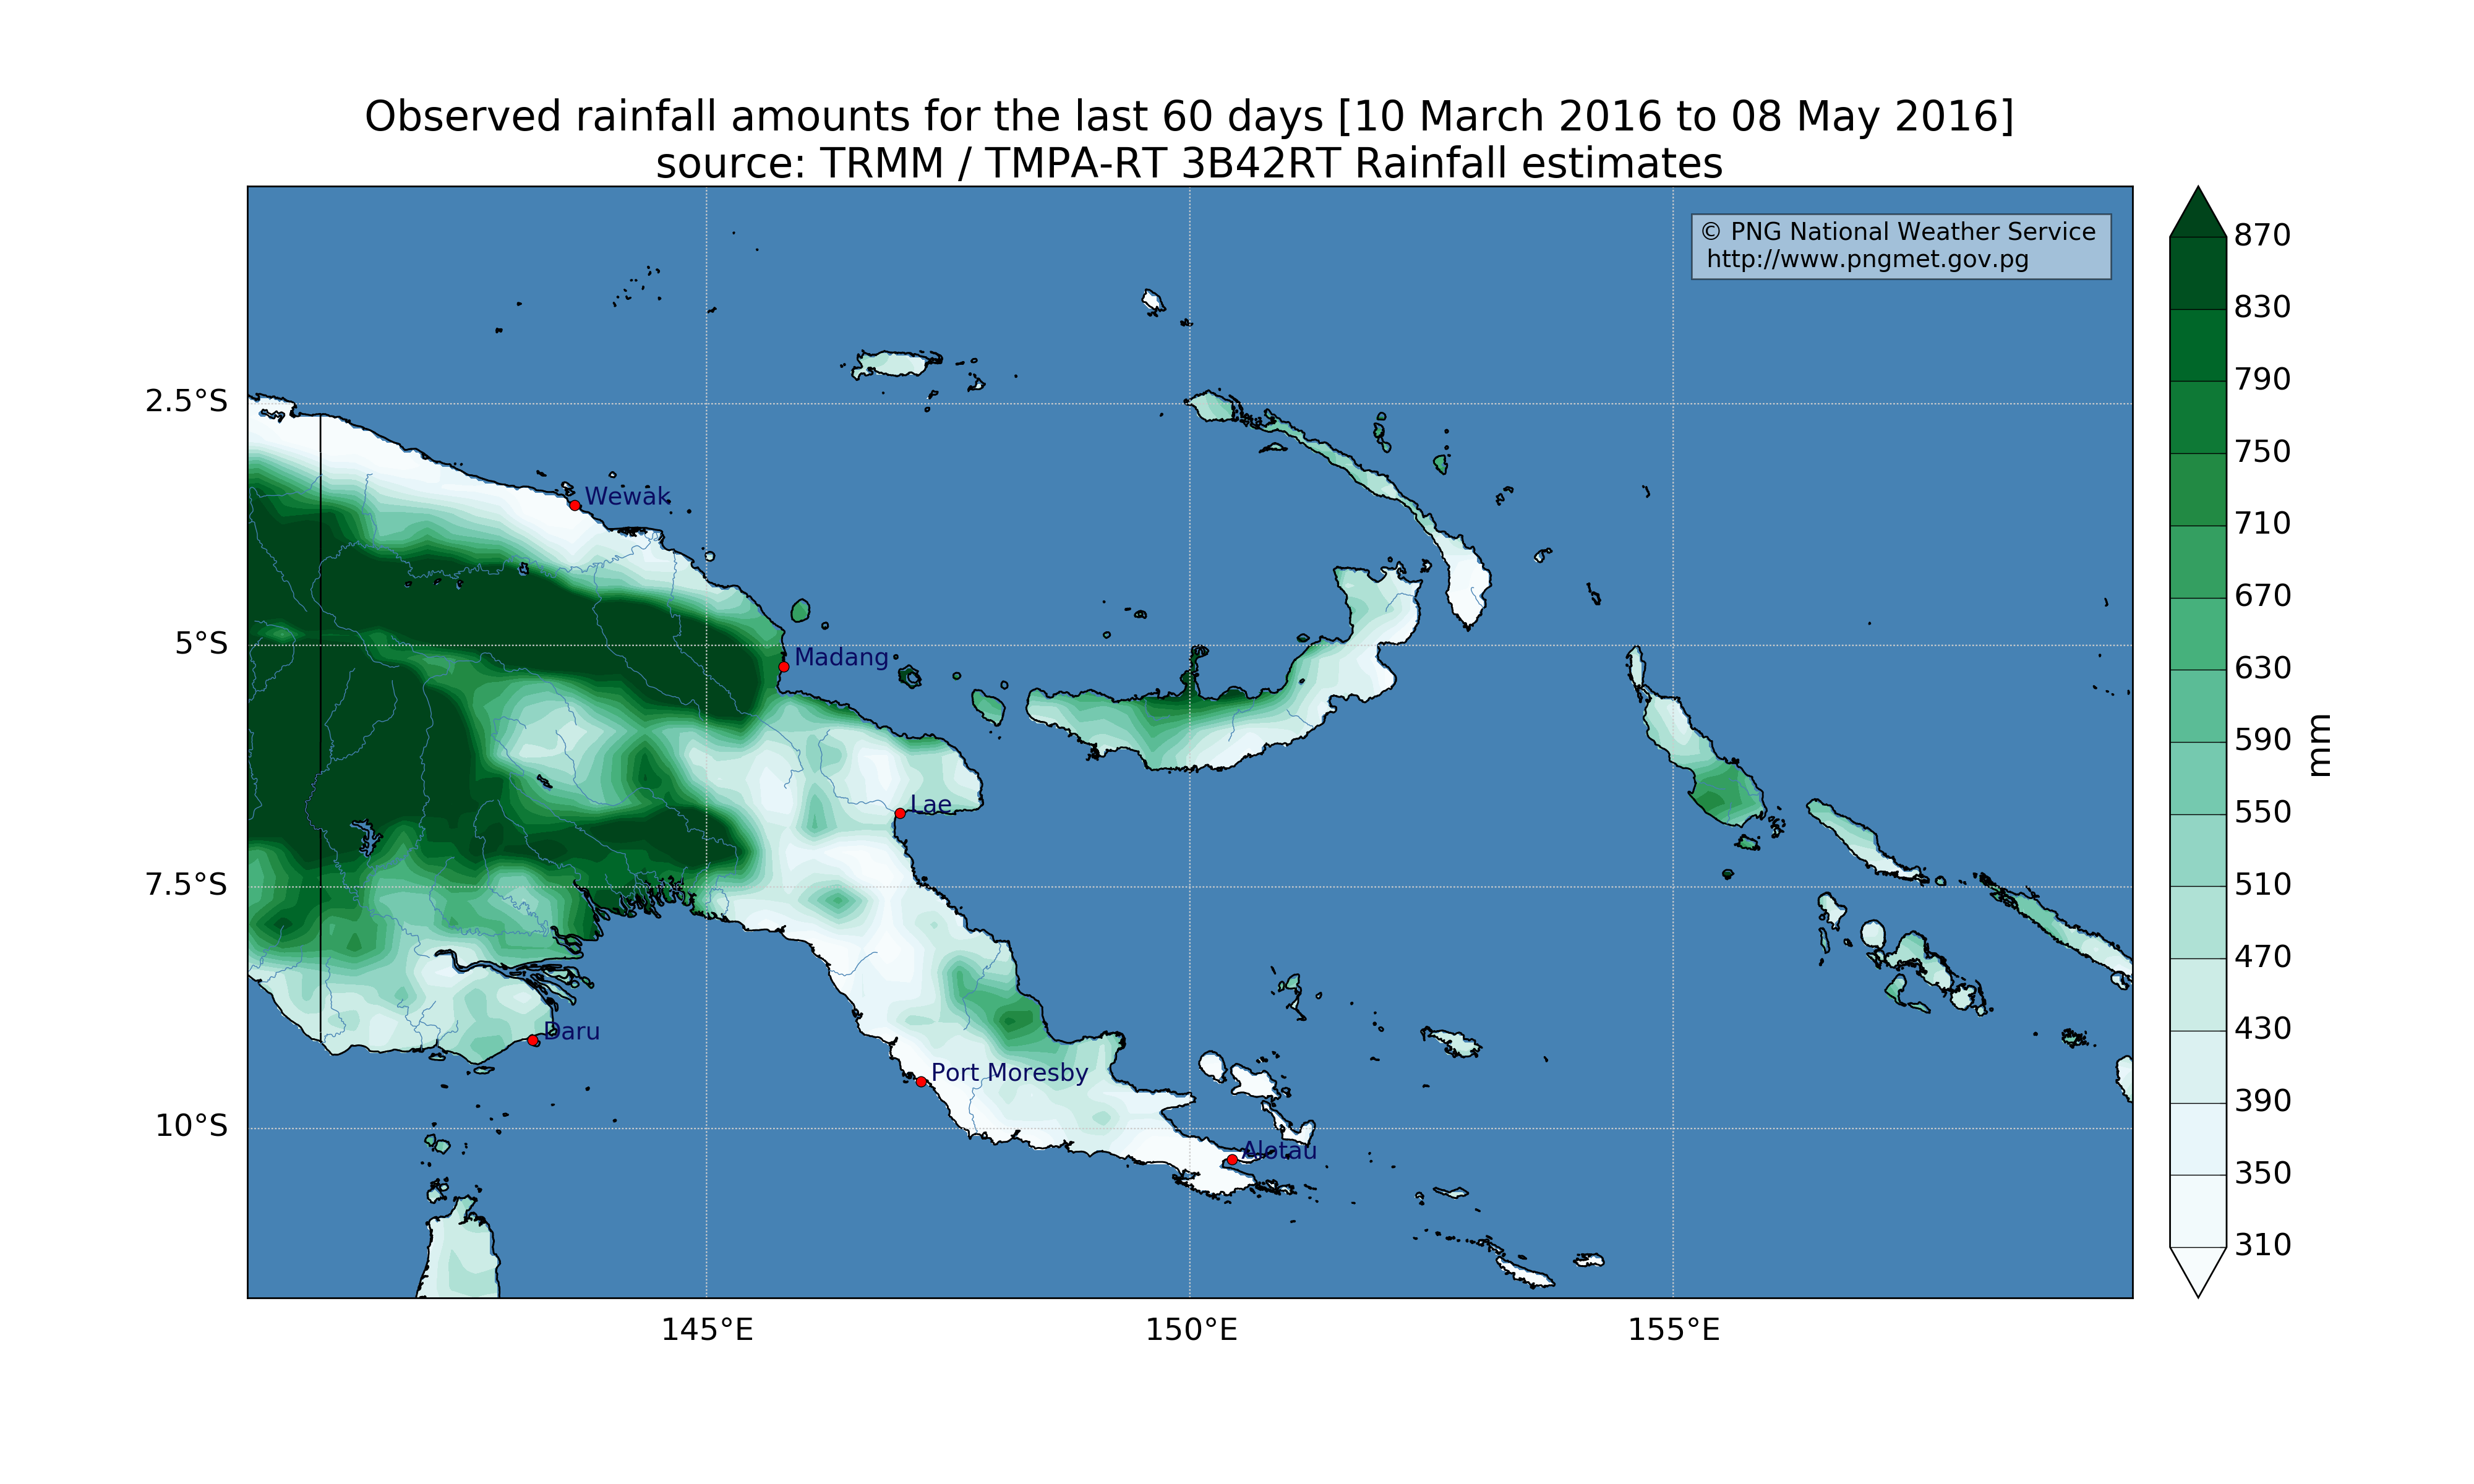 Observed rainfall amounts for the last 60 days [10 March 2016 to 08 May 2016]
source: TRMM / TMPA-RT 3B42RT Rainfall estimates
© PNG National Weather Service
http://www.pngmet.gov.pg
2.5°S
5°S
7.5°S
10°S
Wewak
Madang
Lae
Daru
Port Moresby
Alotau
145°E
150°E
155°E
870
830
790
750
710
670
630
590
550
510
470
430
390
350
310
mm